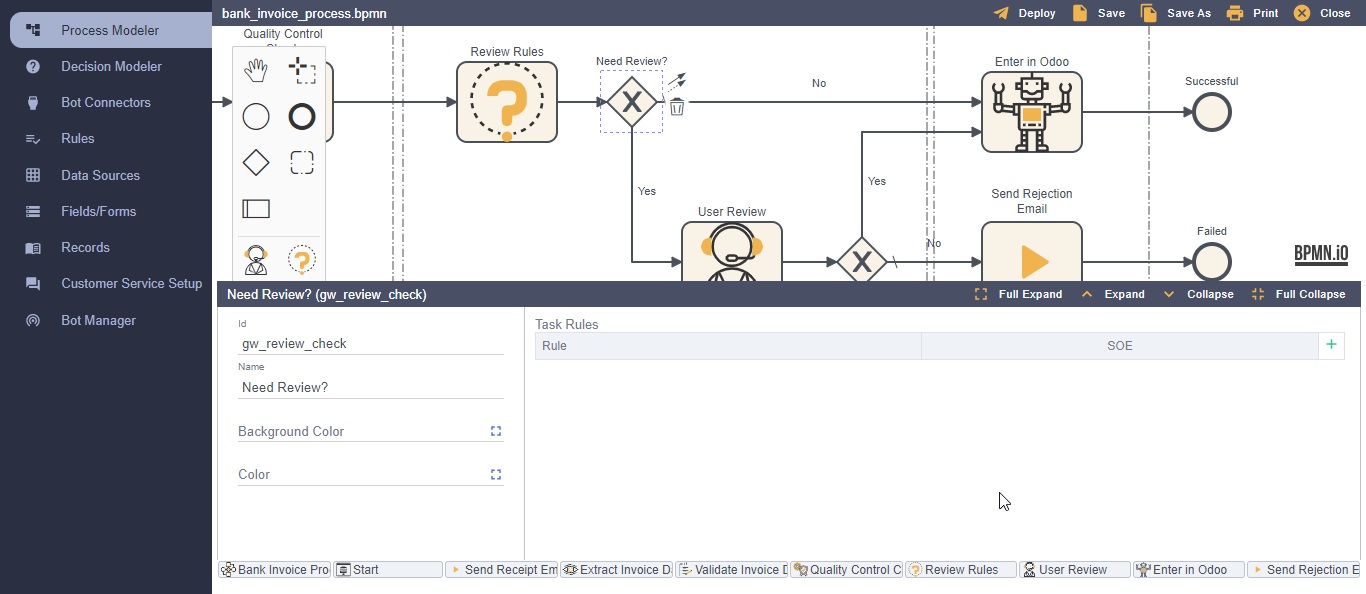 Process Modeler
Decision Modeler
Bot Connectors
Rules
Data Sources
Fields/Forms
Records
Customer Service Setup
Bot Manager
bank_invoice_process.bpmn
Deploy
Save
Save As
Print
Close
Quality Control
Review Rules
Need Review?
X
No
Yes
User Review
X
Yes
No
Enter in Odoo
Successful
Send Rejection
Email
Failed
BPMN.iO
Need Review? (gw_review_check)
Full Expand
Expand
Collapse
Full Collapse
Id
gw_review_check
Name
Need Review?
Background Color
Color
Task Rules
Rule
SOE
Bank Invoice Pro
Start
Send Receipt Em
Extract Invoice D
Validate Invoice D
Quality Control C
Review Rules
User Review
Enter in Odoo
Send Rejection E